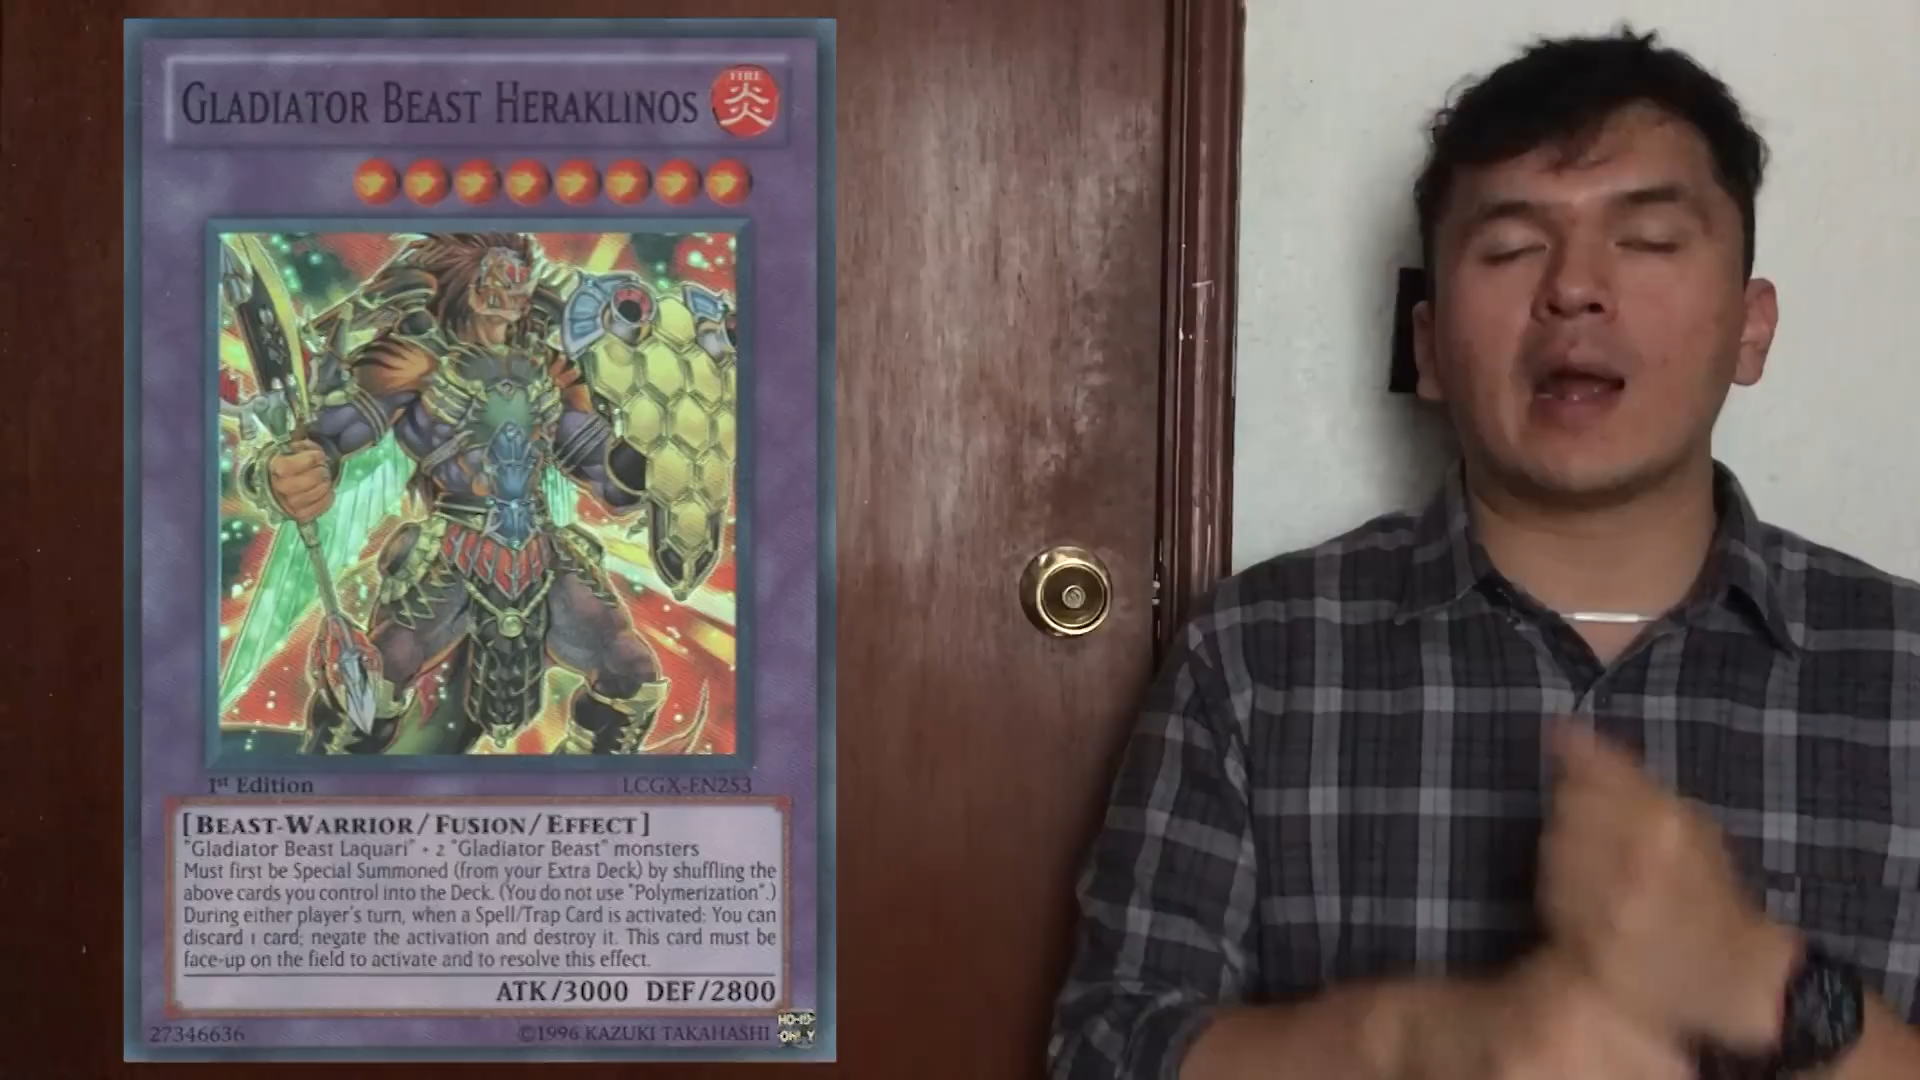 GLADIATOR BEAST HERAKLINOS
FIRE
炎
1st Edition
LCGX-EN253
[BEAST-WARRIOR/FUSION/EFFECT]
"Gladiator Beast Laquari" + 2 "Gladiator Beast" monsters
Must first be Special Summoned (from your Extra Deck) by shuffling the
above cards you control into the Deck. (You do not use "Polymerization".)
During either player's turn, when a Spell/Trap Card is activated: You can
discard 1 card; negate the activation and destroy it. This card must be
face-up on the field to activate and to resolve this effect.
ATK/3000 DEF/2800
27346636
©1996 KAZUKI TAKAHASHI